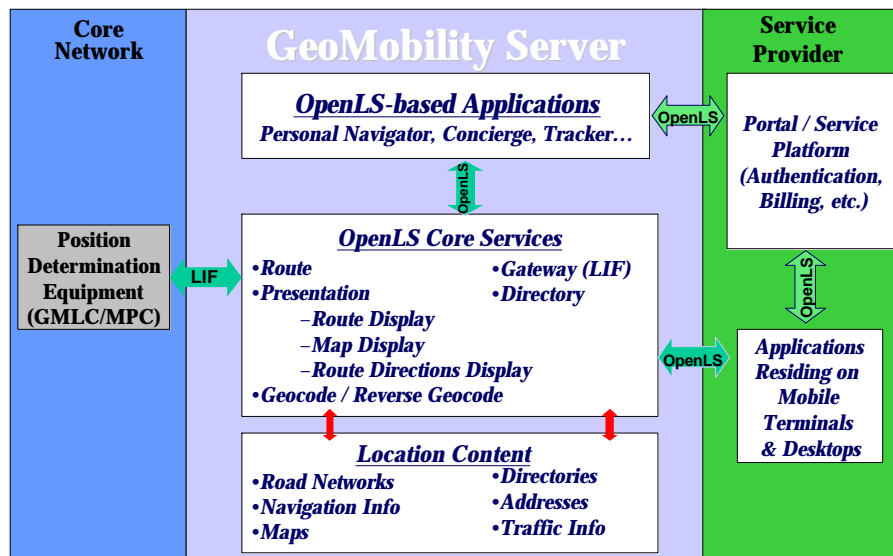 Core
Network
GeoMobility Server
Service
Provider
OpenLS-based Applications
Personal Navigator, Concierge, Tracker…
OpenLS
Portal / Service
Platform
(Authentication,
Billing, etc.)
OpenLS
Position
Determination
Equipment
(GMLC/MPC)
LIF
OpenLS Core Services
•Route
•Presentation
–Route Display
–Map Display
–Route Directions Display
•Geocode / Reverse Geocode
•Gateway (LIF)
•Directory
OpenLS
OpenLS
Applications
Residing on
Mobile
Terminals
& Desktops
Location Content
•Road Networks
•Navigation Info
•Maps
•Directories
•Addresses
•Traffic Info